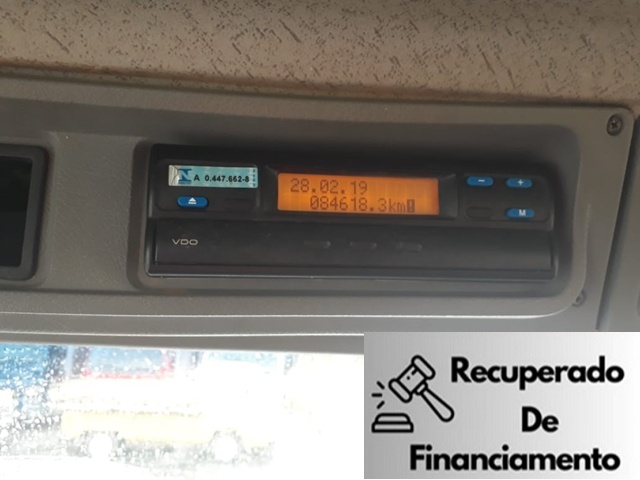 A 0.447.662-8
28.02.19
084618.3km
VDO
M
Recuperado
De
Financiamento